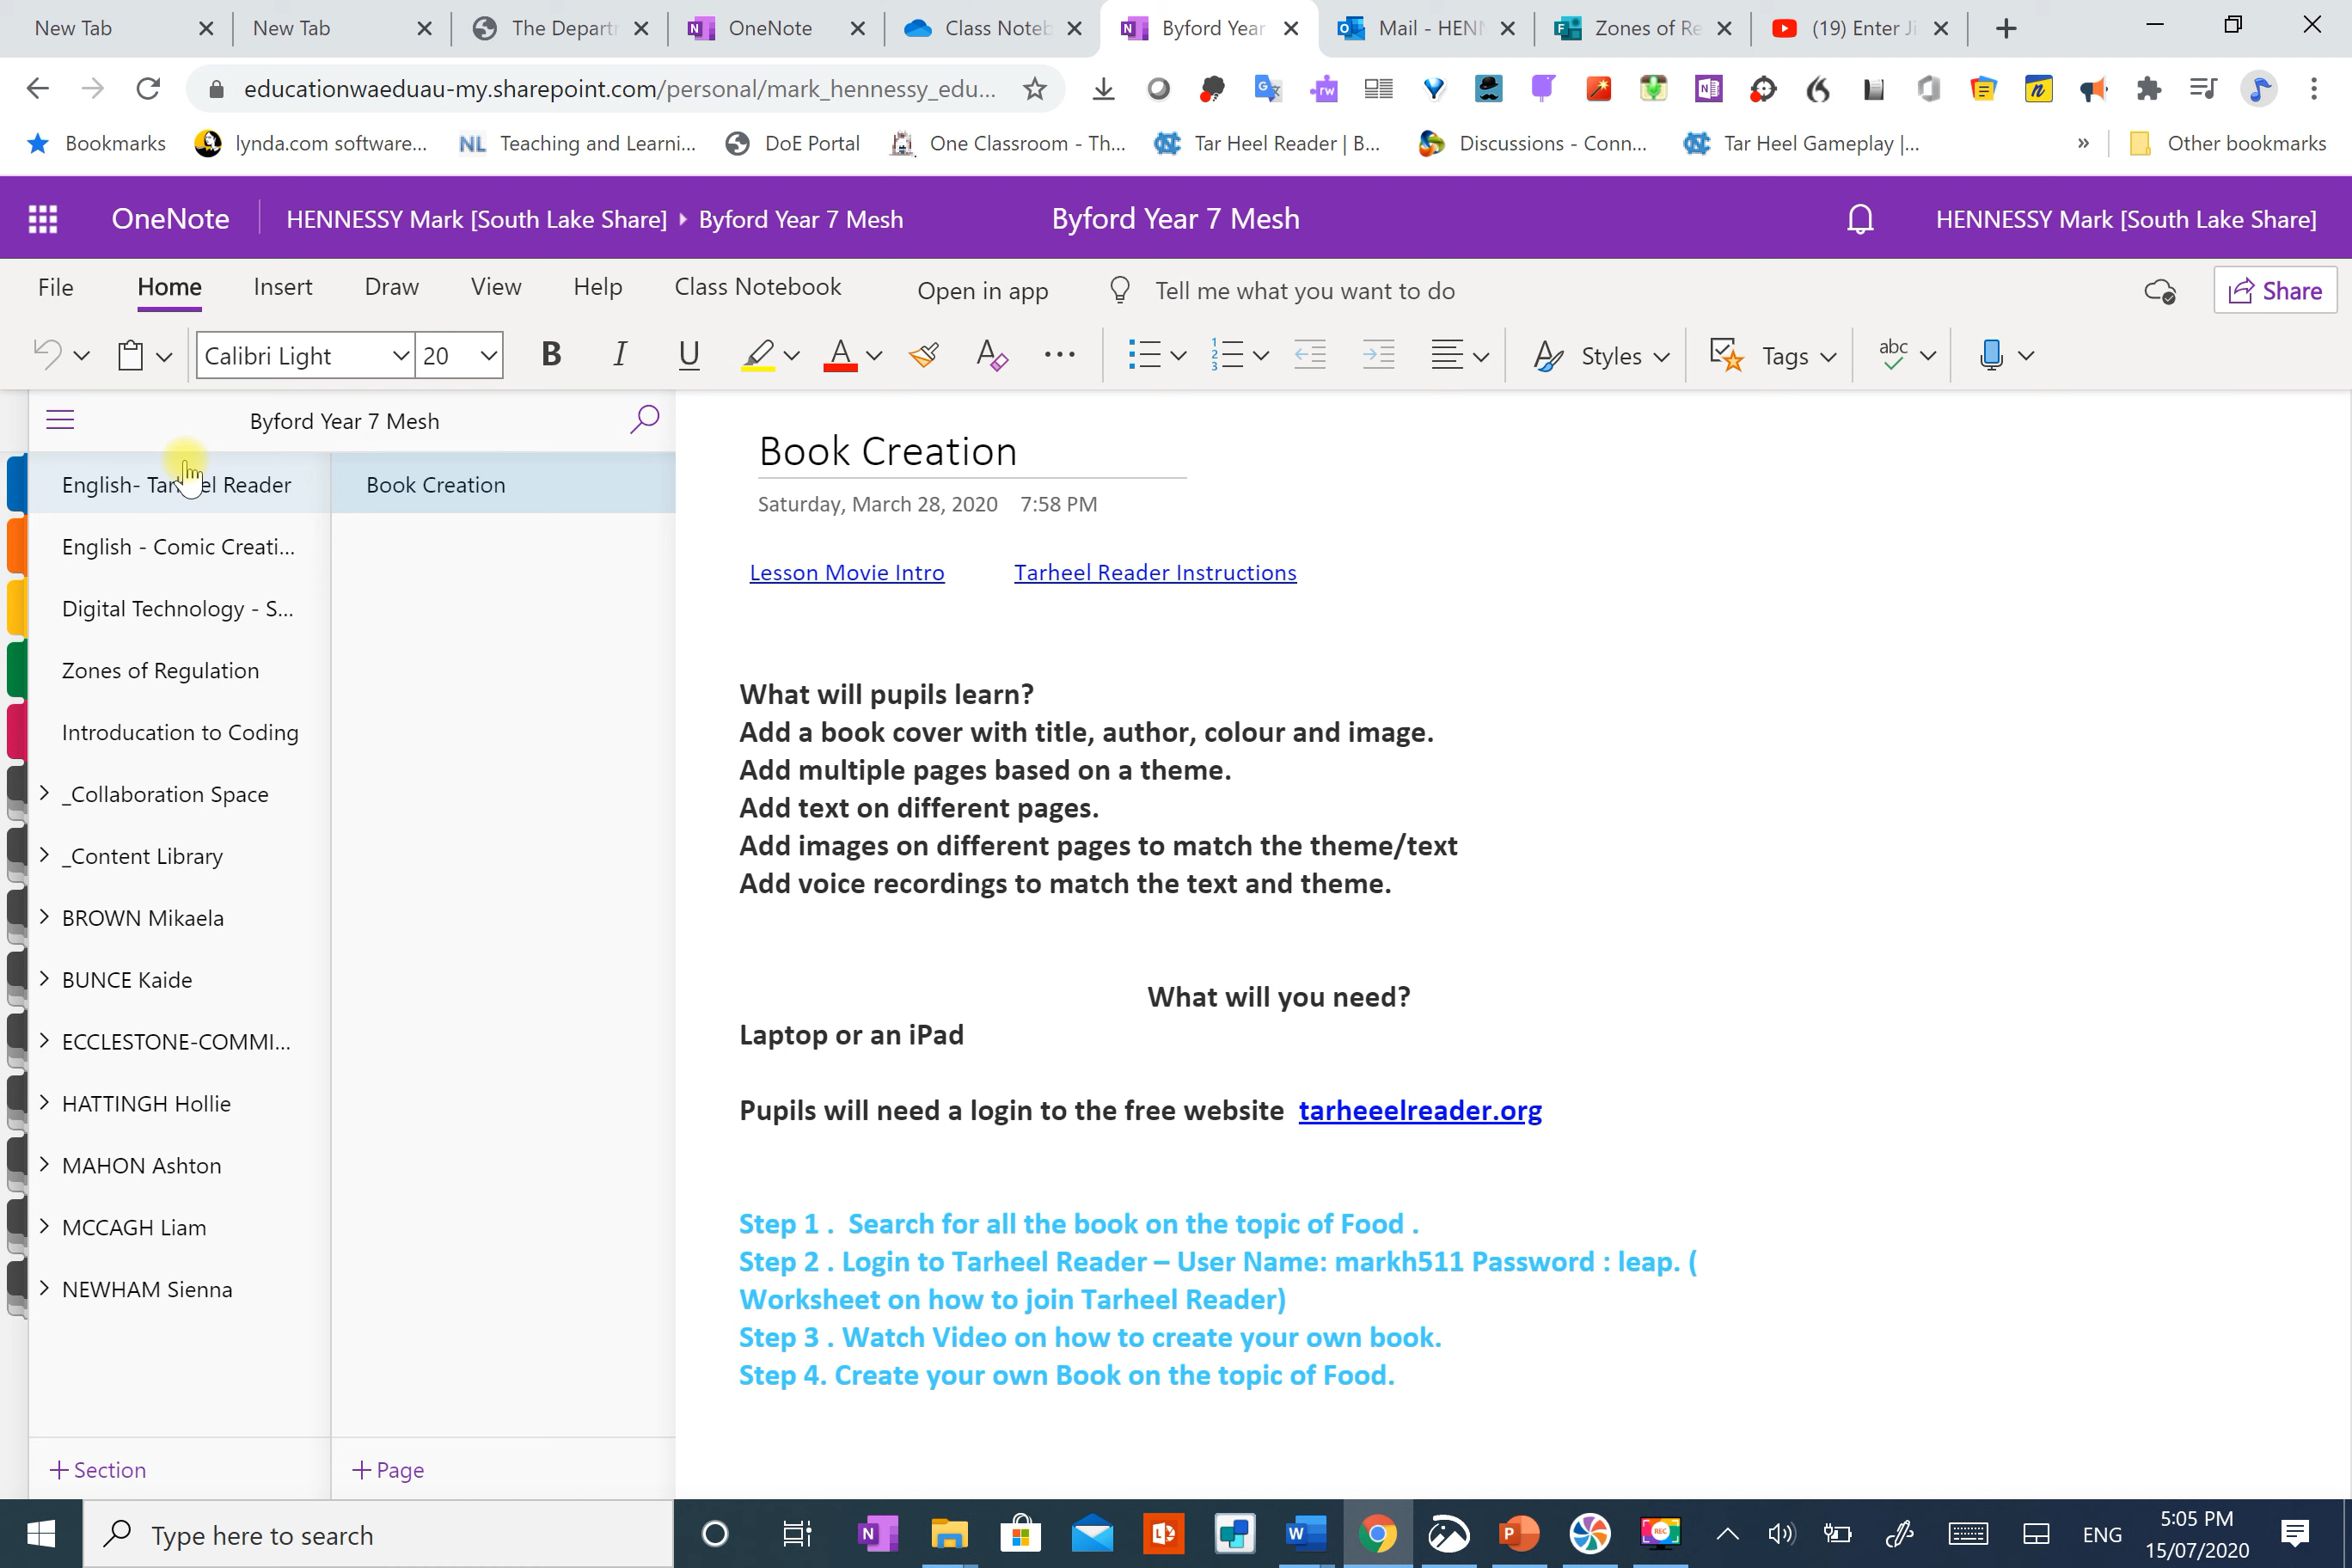 New Tab
New Tab
The Departr
OneNote
Class Noteb
Byford Year
Mail - HENN
Zones of Re
(19) Enter Ji
educationwaeduau-my.sharepoint.com/personal/mark_hennessy_edu...
Bookmarks
lynda.com software...
NL Teaching and Learni...
DoE Portal
One Classroom - Th...
Tar Heel Reader | B...
Discussions - Conn...
Tar Heel Gameplay |...
»
Other bookmarks
OneNote
HENNESSY Mark [South Lake Share] Byford Year 7 Mesh
Byford Year 7 Mesh
HENNESSY Mark [South Lake Share]
File
Home
Insert
Draw
View
Help
Class Notebook
Open in app
Tell me what you want to do
Share
Calibri Light
20
B
I
U
Styles
Tags
abc
Byford Year 7 Mesh
English- Tarheel Reader
English - Comic Creati...
Digital Technology - S...
Zones of Regulation
Introducation to Coding
_Collaboration Space
_Content Library
BROWN Mikaela
BUNCE Kaide
ECCLESTONE-COMMI...
HATTINGH Hollie
MAHON Ashton
MCCAGH Liam
NEWHAM Sienna
+ Section
Book Creation
+ Page
Book Creation
Saturday, March 28, 2020 7:58 PM
Lesson Movie Intro Tarheel Reader Instructions
What will pupils learn?
Add a book cover with title, author, colour and image.
Add multiple pages based on a theme.
Add text on different pages.
Add images on different pages to match the theme/text
Add voice recordings to match the text and theme.
What will you need?
Laptop or an iPad
Pupils will need a login to the free website tarheeelreader.org
Step 1 . Search for all the book on the topic of Food .
Step 2 . Login to Tarheel Reader – User Name: markh511 Password : leap. (
Worksheet on how to join Tarheel Reader)
Step 3 . Watch Video on how to create your own book.
Step 4. Create your own Book on the topic of Food.
Type here to search
ENG
5:05 PM
15/07/2020